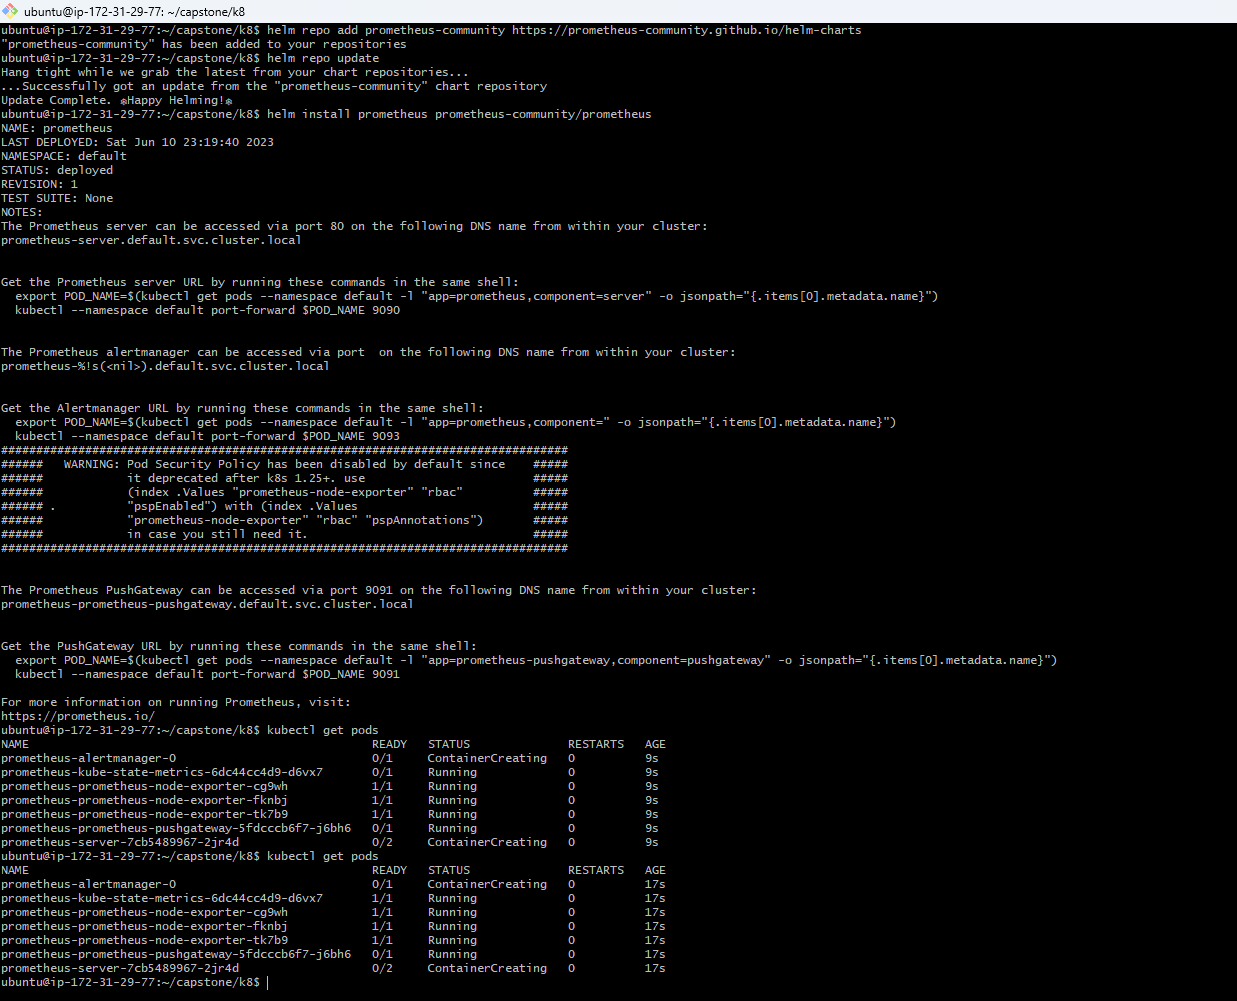 ubuntu@ip-172-31-29-77: ~/capstone/k8
ubuntu@ip-172-31-29-77:~/capstone/k8$ helm repo add prometheus-community https://prometheus-community.github.io/helm-charts
"prometheus-community" has been added to your repositories
ubuntu@ip-172-31-29-77:~/capstone/k8$ helm repo update
Hang tight while we grab the latest from your chart repositories...
...Successfully got an update from the "prometheus-community" chart repository
Update Complete. ⎈Happy Helming!⎈
ubuntu@ip-172-31-29-77:~/capstone/k8$ helm install prometheus prometheus-community/prometheus
NAME: prometheus
LAST DEPLOYED: Sat Jun 10 23:19:40 2023
NAMESPACE: default
STATUS: deployed
REVISION: 1
TEST SUITE: None
NOTES:
The Prometheus server can be accessed via port 80 on the following DNS name from within your cluster:
prometheus-server.default.svc.cluster.local
Get the Prometheus server URL by running these commands in the same shell:
  export POD_NAME=$(kubectl get pods --namespace default -l "app=prometheus,component=server" -o jsonpath="{.items[0].metadata.name}")
  kubectl --namespace default port-forward $POD_NAME 9090
The Prometheus alertmanager can be accessed via port  on the following DNS name from within your cluster:
prometheus-%!s(<nil>).default.svc.cluster.local
Get the Alertmanager URL by running these commands in the same shell:
  export POD_NAME=$(kubectl get pods --namespace default -l "app=prometheus,component=" -o jsonpath="{.items[0].metadata.name}")
  kubectl --namespace default port-forward $POD_NAME 9093
#################################################################################
######   WARNING: Pod Security Policy has been disabled by default since    #####
######            it deprecated after k8s 1.25+. use                        #####
######            (index .Values "prometheus-node-exporter" "rbac"          #####
###### .          "pspEnabled") with (index .Values                         #####
######            "prometheus-node-exporter" "rbac" "pspAnnotations")       #####
######            in case you still need it.                                #####
#################################################################################
The Prometheus PushGateway can be accessed via port 9091 on the following DNS name from within your cluster:
prometheus-prometheus-pushgateway.default.svc.cluster.local
Get the PushGateway URL by running these commands in the same shell:
  export POD_NAME=$(kubectl get pods --namespace default -l "app=prometheus-pushgateway,component=pushgateway" -o jsonpath="{.items[0].metadata.name}")
  kubectl --namespace default port-forward $POD_NAME 9091
For more information on running Prometheus, visit:
https://prometheus.io/
ubuntu@ip-172-31-29-77:~/capstone/k8$ kubectl get pods
NAME                                                 READY   STATUS              RESTARTS   AGE
prometheus-alertmanager-0                            0/1     ContainerCreating   0          9s
prometheus-kube-state-metrics-6dc44cc4d9-d6vx7       0/1     Running             0          9s
prometheus-prometheus-node-exporter-cg9wh            1/1     Running             0          9s
prometheus-prometheus-node-exporter-fknbj            1/1     Running             0          9s
prometheus-prometheus-node-exporter-tk7b9            1/1     Running             0          9s
prometheus-prometheus-pushgateway-5fdcccb6f7-j6bh6   0/1     Running             0          9s
prometheus-server-7cb5489967-2jr4d                   0/2     ContainerCreating   0          9s
ubuntu@ip-172-31-29-77:~/capstone/k8$ kubectl get pods
NAME                                                 READY   STATUS              RESTARTS   AGE
prometheus-alertmanager-0                            0/1     ContainerCreating   0          17s
prometheus-kube-state-metrics-6dc44cc4d9-d6vx7       1/1     Running             0          17s
prometheus-prometheus-node-exporter-cg9wh            1/1     Running             0          17s
prometheus-prometheus-node-exporter-fknbj            1/1     Running             0          17s
prometheus-prometheus-node-exporter-tk7b9            1/1     Running             0          17s
prometheus-prometheus-pushgateway-5fdcccb6f7-j6bh6   1/1     Running             0          17s
prometheus-server-7cb5489967-2jr4d                   0/2     ContainerCreating   0          17s
ubuntu@ip-172-31-29-77:~/capstone/k8$